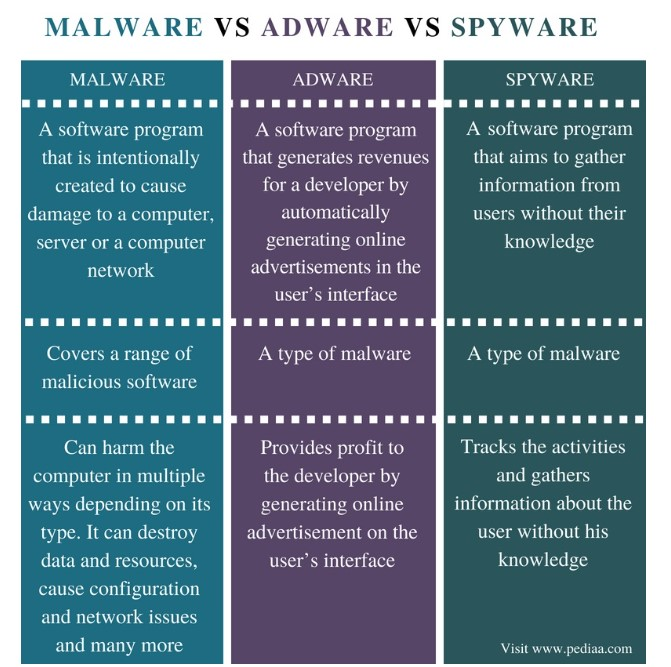 MALWARE VS ADWARE VS SPYWARE
MALWARE
A software program
that is intentionally
created to cause
damage to a computer,
server or a computer
network
Covers a range of
malicious software
Can harm the
computer in multiple
ways depending on its
type. It can destroy
data and resources,
cause configuration
and network issues
and many more
ADWARE
A software program
that generates revenues
for a developer by
automatically
generating online
advertisements in the
user's interface
A type of malware
Provides profit to
the developer by
generating online
advertisement on the
user's interface
SPYWARE
A software program
that aims to gather
information from
users without their
knowledge
A type of malware
Tracks the activities
and gathers
information about the
user without his
knowledge
Visit www.pediaa.com